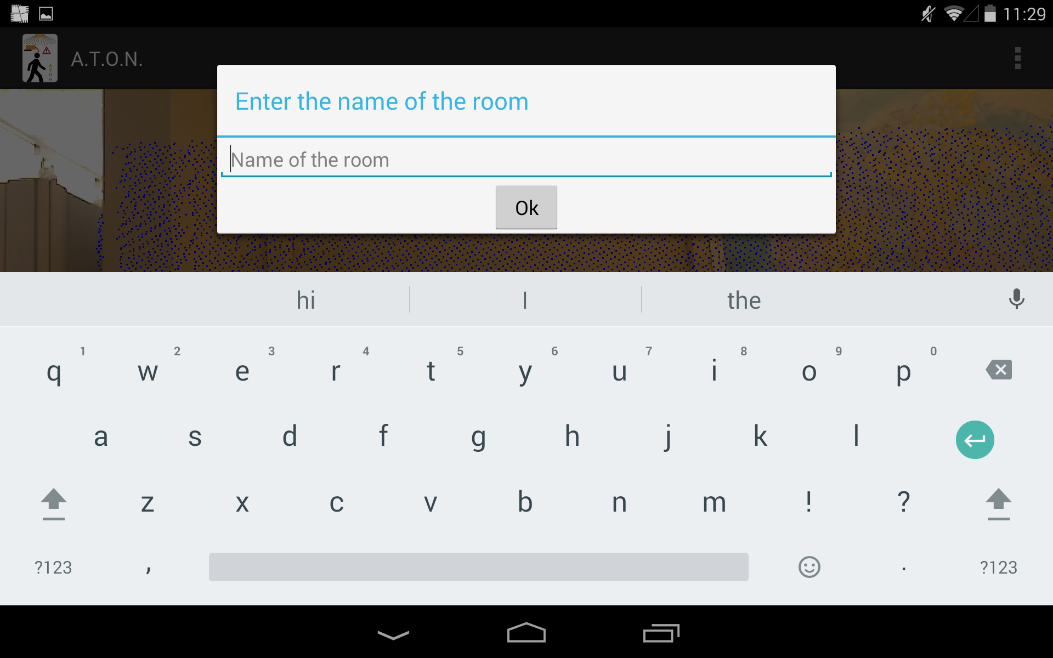 11:29
A.T.O.N.
Enter the name of the room
Name of the room
Ok
hi I the
1 2 3 4 5 6 7 8 9 0
q w e r t y u i o p
a s d f g h j k l
z x c v b n m ! ?
?123 , . ?123